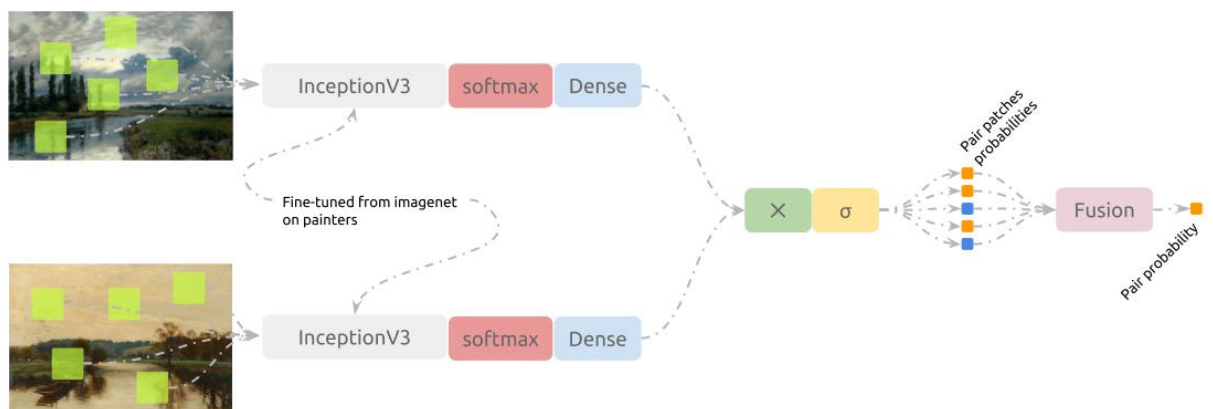 InceptionV3
softmax
Dense
Fine-tuned from imagenet
on painters
InceptionV3
softmax
Dense
×
σ
Pair patches
probabilities
Fusion
Pair probability